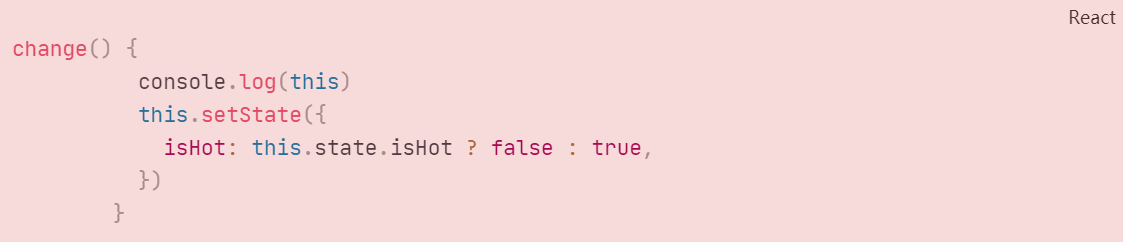 React
change() {
console.log(this)
this.setState({
isHot: this.state.isHot ? false : true,
})
}